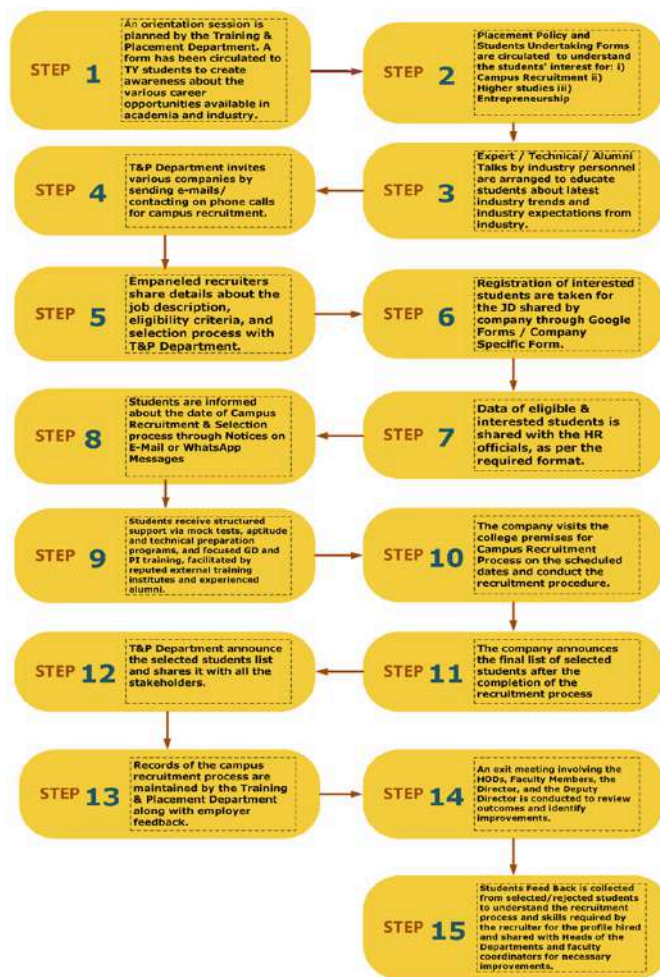 STEP 1
An orientation session is
planned by the Training &
Placement Department. A
form has been circulated to
TY students to create
awareness about the
various career
opportunities available in
academia and industry.
STEP 2
Placement Policy and
Students Undertaking Forms
are circulated to understand
the students' interest for: i)
Campus Recruitment ii)
Higher studies iii)
Entrepreneurship
STEP 3
Expert / Technical/ Alumni
Talks by industry personnel
are arranged to educate
students about latest
industry trends and
industry expectations from
industry.
STEP 4
T&P Department invites
various companies by
sending e-mails/
contacting on phone calls
for campus recruitment.
STEP 5
Empaneled recruiters
share details about the
job description,
eligibility criteria, and
selection process with
T&P Department.
STEP 6
Registration of interested
students are taken for
the JD shared by
company through Google
Forms / Company
Specific Form.
STEP 7
Data of eligible &
interested students is
shared with the HR
officials, as per the
required format.
STEP 8
Students are informed
about the date of Campus
Recruitment & Selection
process through Notices on
E-Mail or WhatsApp
Messages
STEP 9
Students receive structured
support via mock tests, aptitude
and technical preparation
programs, and focused GD and
PI training, facilitated by
reputed external training
institutes and experienced
alumni.
STEP 10
The company visits the
college premises for
Campus Recruitment
Process on the scheduled
dates and conduct the
recruitment procedure.
STEP 11
The company announces
the final list of selected
students after the
completion of the
recruitment process
STEP 12
T&P Department announce
the selected students list
and shares it with all the
stakeholders.
STEP 13
Records of the campus
recruitment process are
maintained by the Training
& Placement Department
along with employer
feedback.
STEP 14
An exit meeting involving the
HODs, Faculty Members, the
Director, and the Deputy
Director is conducted to review
outcomes and identify
improvements.
STEP 15
Students Feed Back is collected
from selected/rejected students
to understand the recruitment
process and skills required by
the recruiter for the profile hired
and shared with Heads of the
Departments and faculty
coordinators for necessary
improvements.